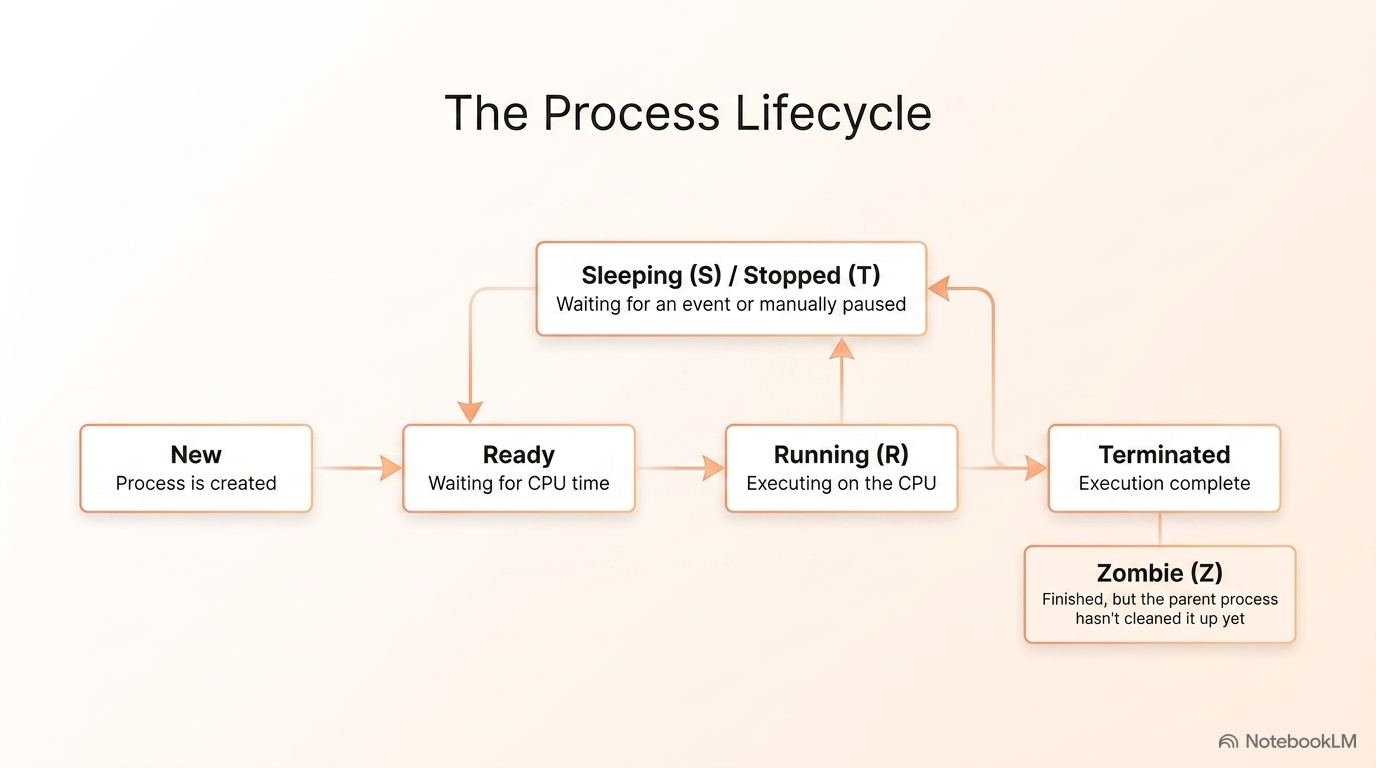 The Process Lifecycle
Sleeping (S) / Stopped (T)
Waiting for an event or manually paused
New
Process is created
Ready
Waiting for CPU time
Running (R)
Executing on the CPU
Terminated
Execution complete
Zombie (Z)
Finished, but the parent process
hasn't cleaned it up yet
NotebookLM